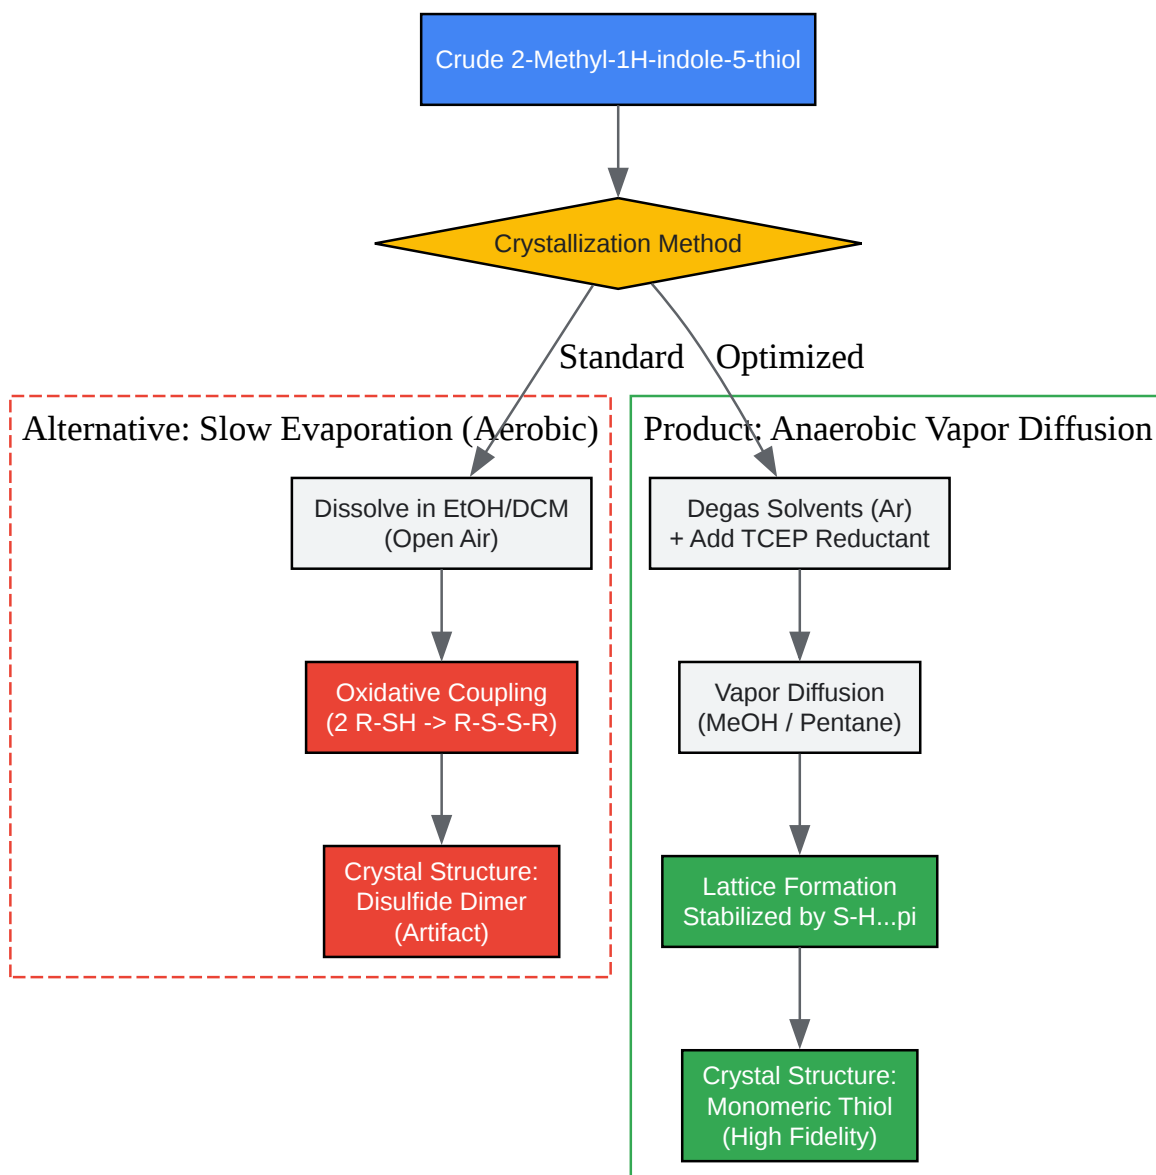 Crude 2-Methyl-1H-indole-5-thiol
Crystallization Method
Standard
Optimized
Alternative: Slow Evaporation (Aerobic)
Dissolve in EtOH/DCM
(Open Air)
Oxidative Coupling
(2 R-SH -> R-S-S-R)
Crystal Structure:
Disulfide Dimer
(Artifact)
Product: Anaerobic Vapor Diffusion
Degas Solvents (Ar)
+ Add TCEP Reductant
Vapor Diffusion
(MeOH / Pentane)
Lattice Formation
Stabilized by S-H...pi
Crystal Structure:
Monomeric Thiol
(High Fidelity)